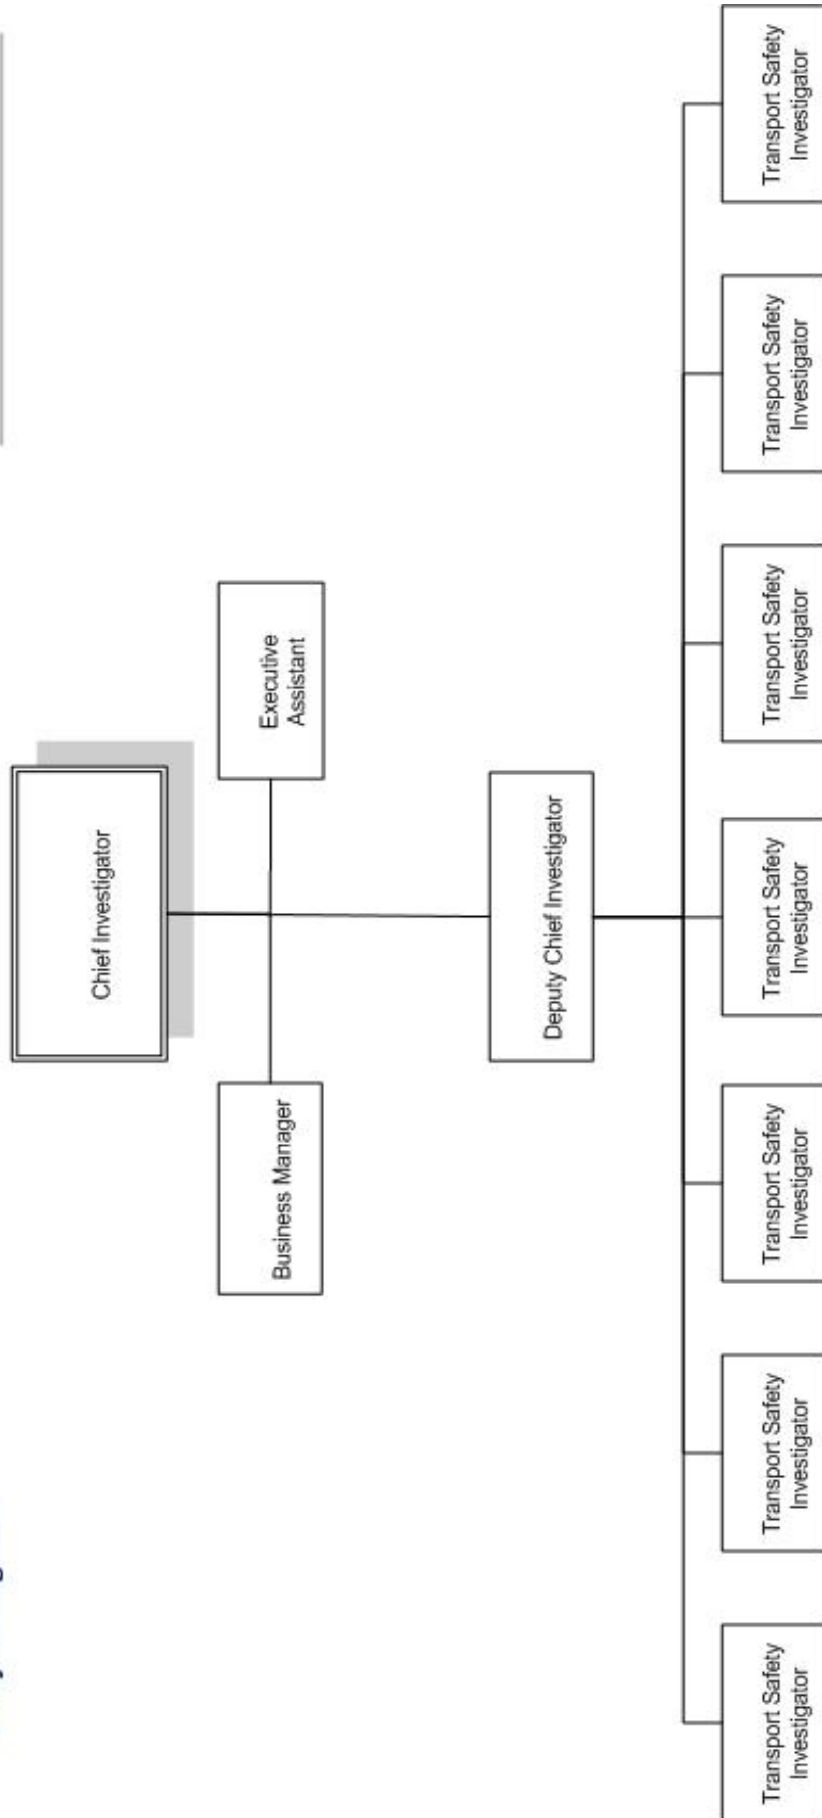 Chief Investigator
Business Manager
Executive
Assistant
Deputy Chief Investigator
Transport Safety
Investigator
Transport Safety
Investigator
Transport Safety
Investigator
Transport Safety
Investigator
Transport Safety
Investigator
Transport Safety
Investigator
Transport Safety
Investigator